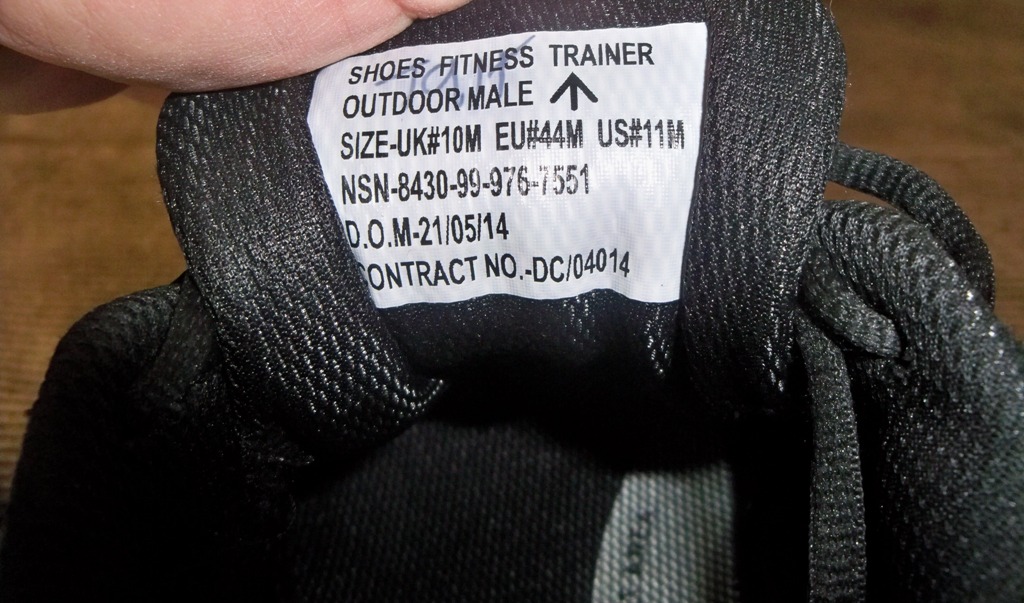 SHOES FITNESS TRAINER
OUTDOOR MALE ↑
SIZE-UK#10M EU#44M US#11M
NSN-8430-99-976-7551
D.O.M-21/05/14
CONTRACT NO.-DC/04014